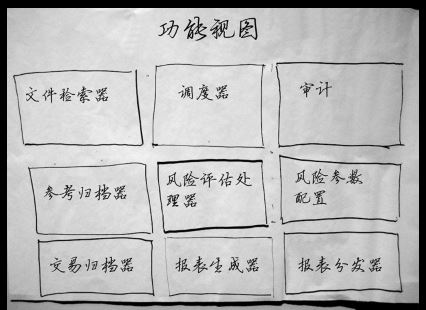 功能视图
文件检索器
调度器
审计
参考归档器
风险评估处
理器
风险参数
配置
交易归档器
报表生成器
报表分发器